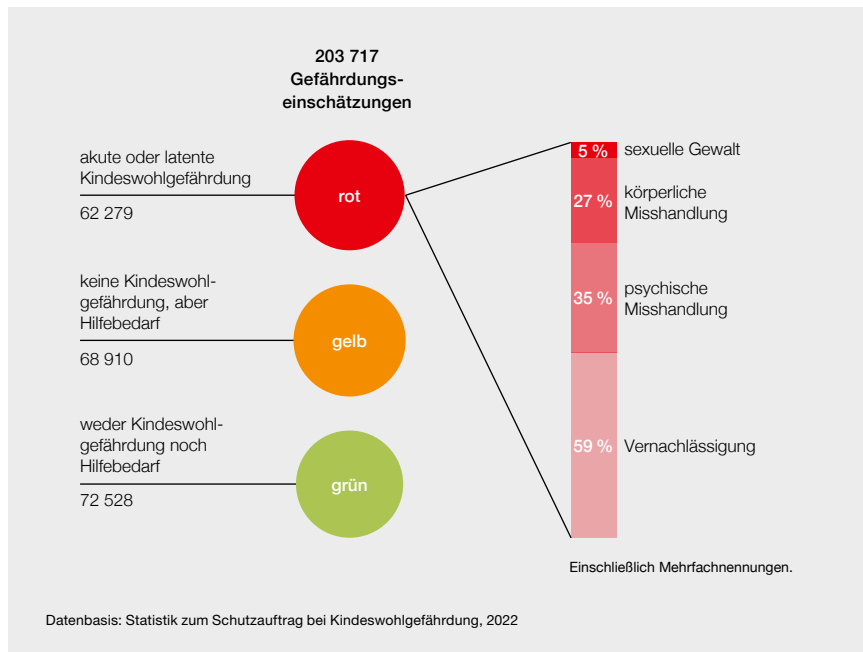 203 717
Gefährdungs-
einschätzungen
akute oder latente
Kindeswohlgefährdung
62 279
rot
keine Kindeswohl-
gefährdung, aber
Hilfebedarf
68 910
gelb
weder Kindeswohl-
gefährdung noch
Hilfebedarf
72 528
grün
5 %
sexuelle Gewalt
27 %
körperliche
Misshandlung
35 %
psychische
Misshandlung
59 %
Vernachlässigung
Einschließlich Mehrfachnennungen.
Datenbasis: Statistik zum Schutzauftrag bei Kindeswohlgefährdung, 2022